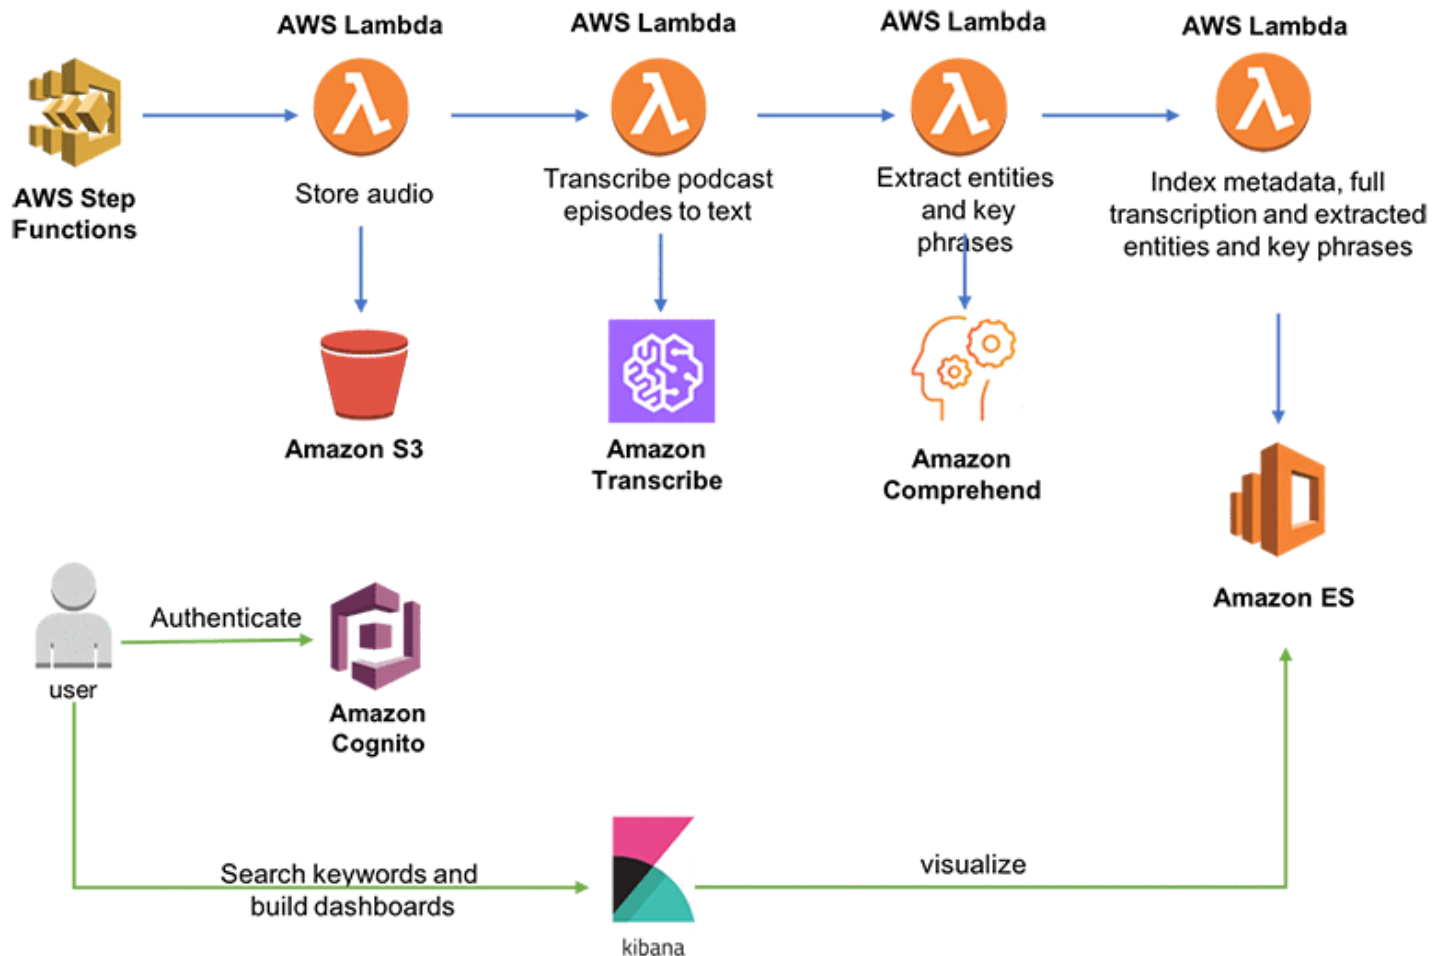 AWS Lambda
AWS Lambda
AWS Lambda
AWS Lambda
AWS Step
Functions
Store audio
Transcribe podcast
episodes to text
Extract entities
and key
phrases
Index metadata, full
transcription and extracted
entities and key phrases
Amazon S3
Amazon
Transcribe
Amazon
Comprehend
Amazon ES
Authenticate
user
Amazon
Cognito
Search keywords and
build dashboards
visualize
kibana